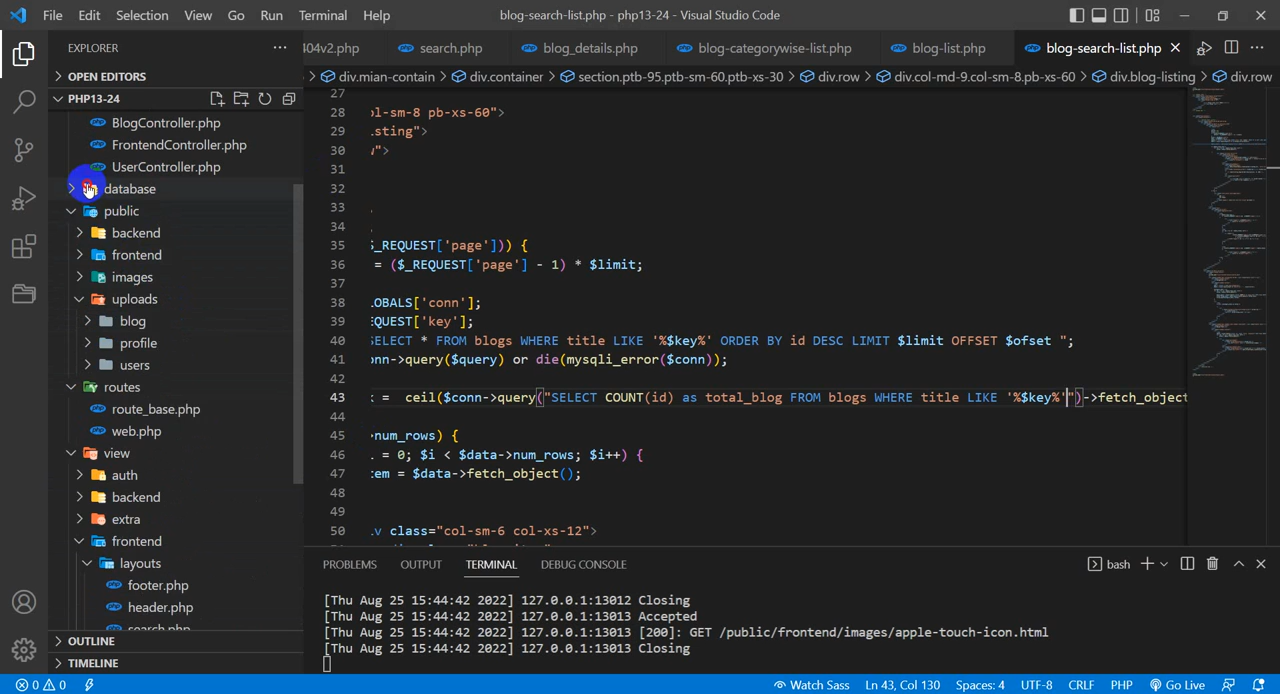 File Edit Selection View Go Run Terminal Help blog-search-list.php - php13-24 - Visual Studio Code
EXPLORER
404v2.php search.php blog_details.php blog-categorywise-list.php blog-list.php blog-search-list.php
div.mian-contain > div.container > section.ptb-95.ptb-sm-60.ptb-xs-30 > div.row > div.col-md-9.col-sm-8.pb-xs-60 > div.blog-listing > div.row
OPEN EDITORS
PHP13-24
BlogController.php
FrontendController.php
UserController.php
database
public
backend
frontend
images
uploads
blog
profile
users
routes
route_base.php
web.php
view
auth
backend
extra
frontend
layouts
footer.php
header.php
search.php
OUTLINE
TIMELINE
27
28 ol-sm-8 pb-xs-60">
29 .sting">
30 v">
31
32
33
34
35 $_REQUEST['page'])) {
36 = ($_REQUEST['page'] - 1) * $limit;
37
38 LOBALS['conn'];
39 EQUEST['key'];
40 SELECT * FROM blogs WHERE title LIKE '%$key%' ORDER BY id DESC LIMIT $limit OFFSET $ofset ";
41 onn->query($query) or die(mysqli_error($conn));
42
43 t = ceil($conn->query("SELECT COUNT(id) as total_blog FROM blogs WHERE title LIKE '%$key%'")->fetch_object
44
45 >num_rows) {
46 . = 0; $i < $data->num_rows; $i++) {
47 tem = $data->fetch_object();
48
49
50 .v class="col-sm-6 col-xs-12">
PROBLEMS OUTPUT TERMINAL DEBUG CONSOLE bash
[Thu Aug 25 15:44:42 2022] 127.0.0.1:13012 Closing
[Thu Aug 25 15:44:42 2022] 127.0.0.1:13013 Accepted
[Thu Aug 25 15:44:42 2022] 127.0.0.1:13013 [200]: GET /public/frontend/images/apple-touch-icon.html
[Thu Aug 25 15:44:42 2022] 127.0.0.1:13013 Closing
0 0 Watch Sass Ln 43, Col 130 Spaces: 4 UTF-8 CRLF PHP Go Live